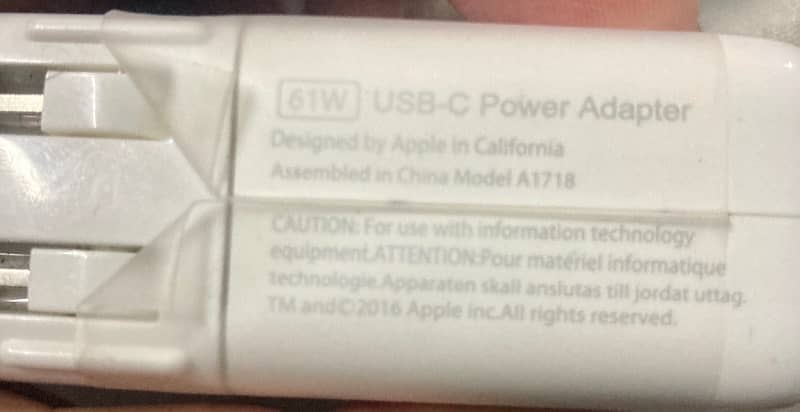 61W USB-C Power Adapter
Designed by Apple in California
Assembled in China Model A1718
CAUTION: For use with information technology
equipment.ATTENTION:Pour matériel informatique
technologie.Apparaten skall anslutas till jordat uttag.
TM and©2016 Apple inc.All rights reserved.